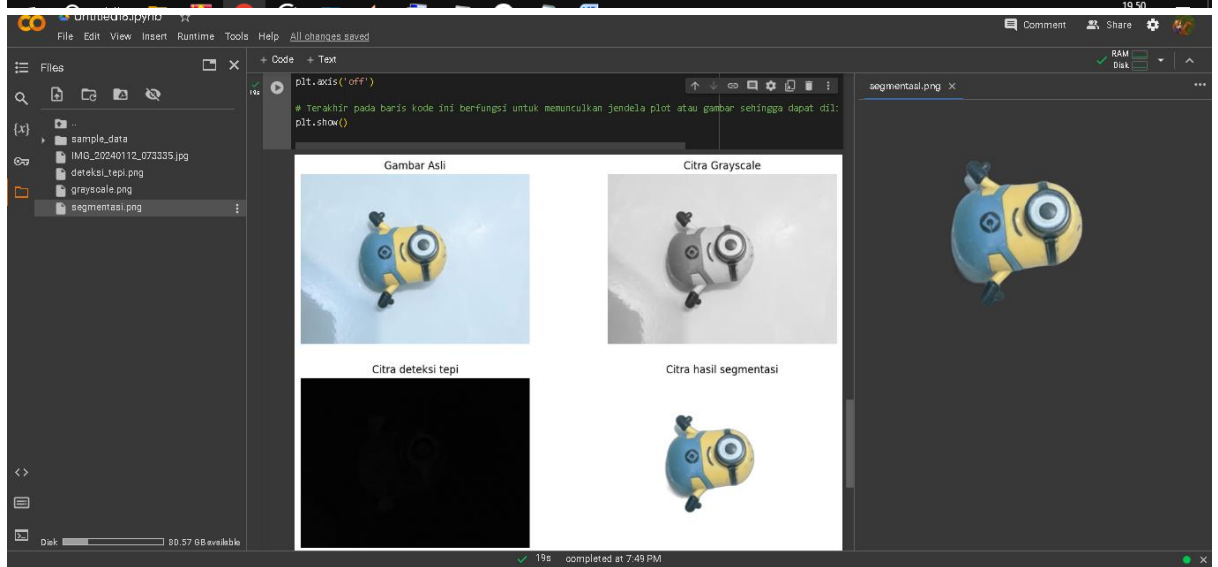 19.50
Untitled18.ipynb
File Edit View Insert Runtime Tools Help All changes saved
Comment Share
Files
+ Code + Text
RAM
Disk
..
sample_data
IMG_20240112_073335.jpg
deteksi_tepi.png
grayscale.png
segmentasi.png
{x}
19s
plt.axis('off')
# Terakhir pada baris kode ini berfungsi untuk memunculkan jendela plot atau gambar sehingga dapat dil
plt.show()
Gambar Asli
Citra Grayscale
Citra deteksi tepi
Citra hasil segmentasi
segmentasi.png
Disk 80.57 GB available
19s completed at 7:49 PM